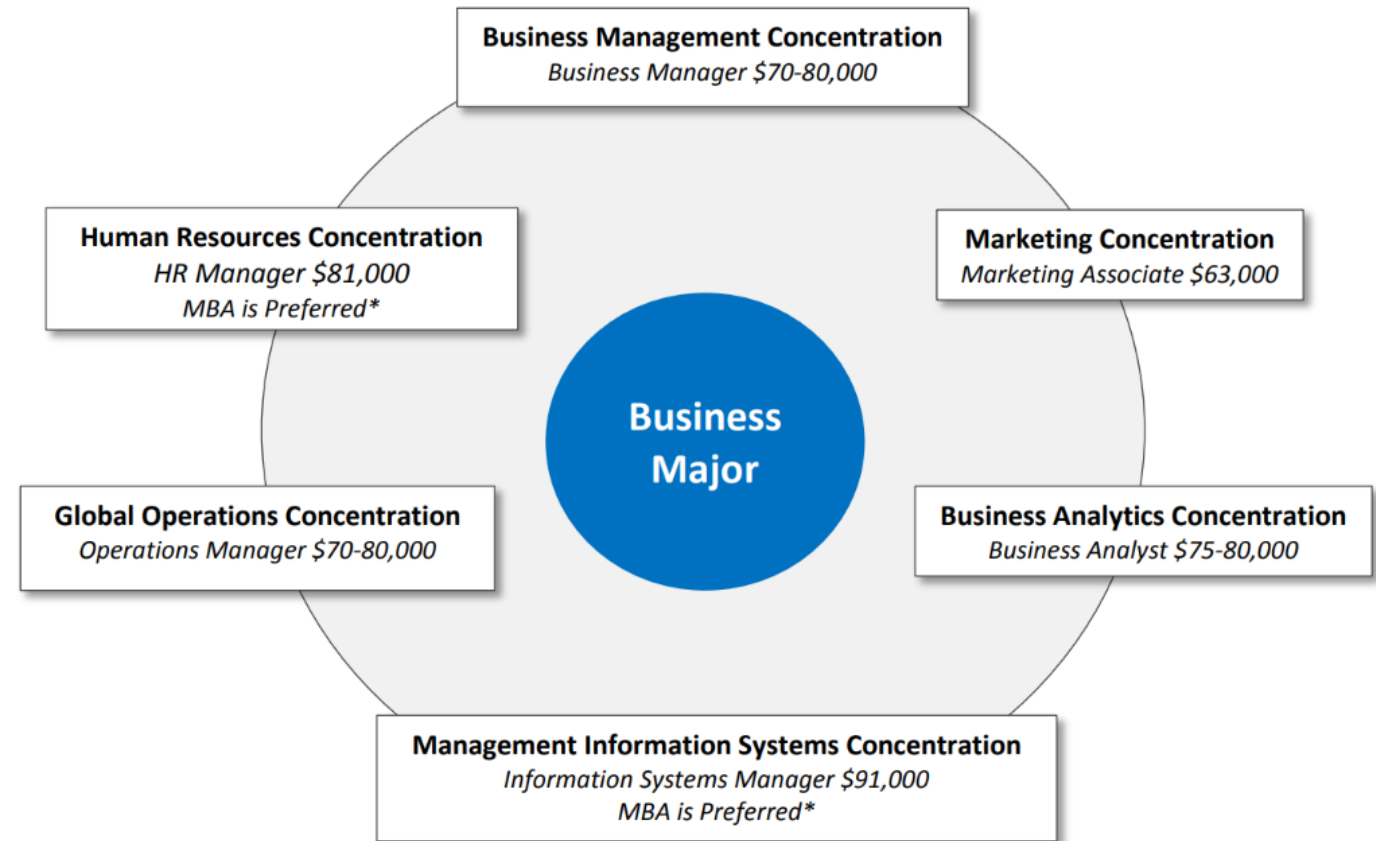 Business Management Concentration
Business Manager $70-80,000
Human Resources Concentration
HR Manager $81,000
MBA is Preferred*
Marketing Concentration
Marketing Associate $63,000
Business
Major
Global Operations Concentration
Operations Manager $70-80,000
Business Analytics Concentration
Business Analyst $75-80,000
Management Information Systems Concentration
Information Systems Manager $91,000
MBA is Preferred*